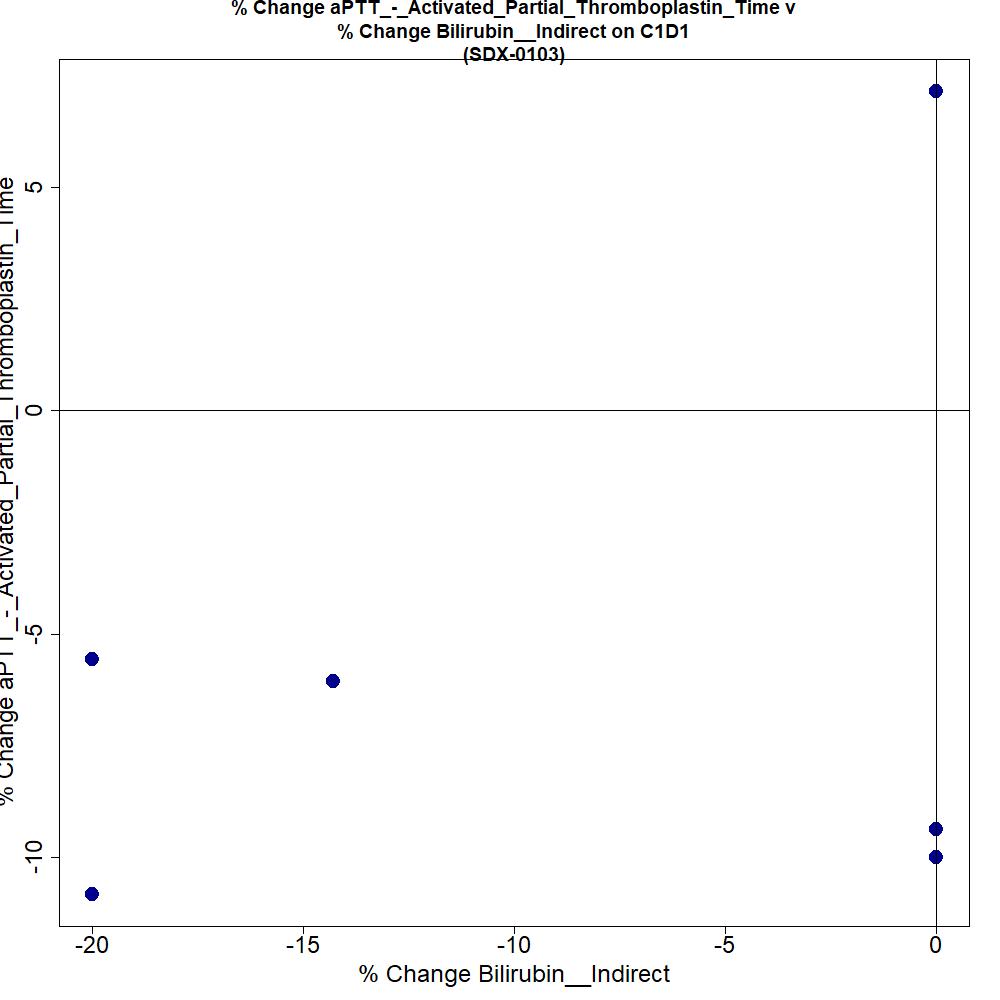 % Change aPTT_-_Activated_Partial_Thromboplastin_Time v
% Change Bilirubin__Indirect on C1D1
(SDX-0103)
% Change aPTT_-_Activated_Partial_Thromboplastin_Time
5
0
-5
-10
-20 -15 -10 -5 0
% Change Bilirubin__Indirect